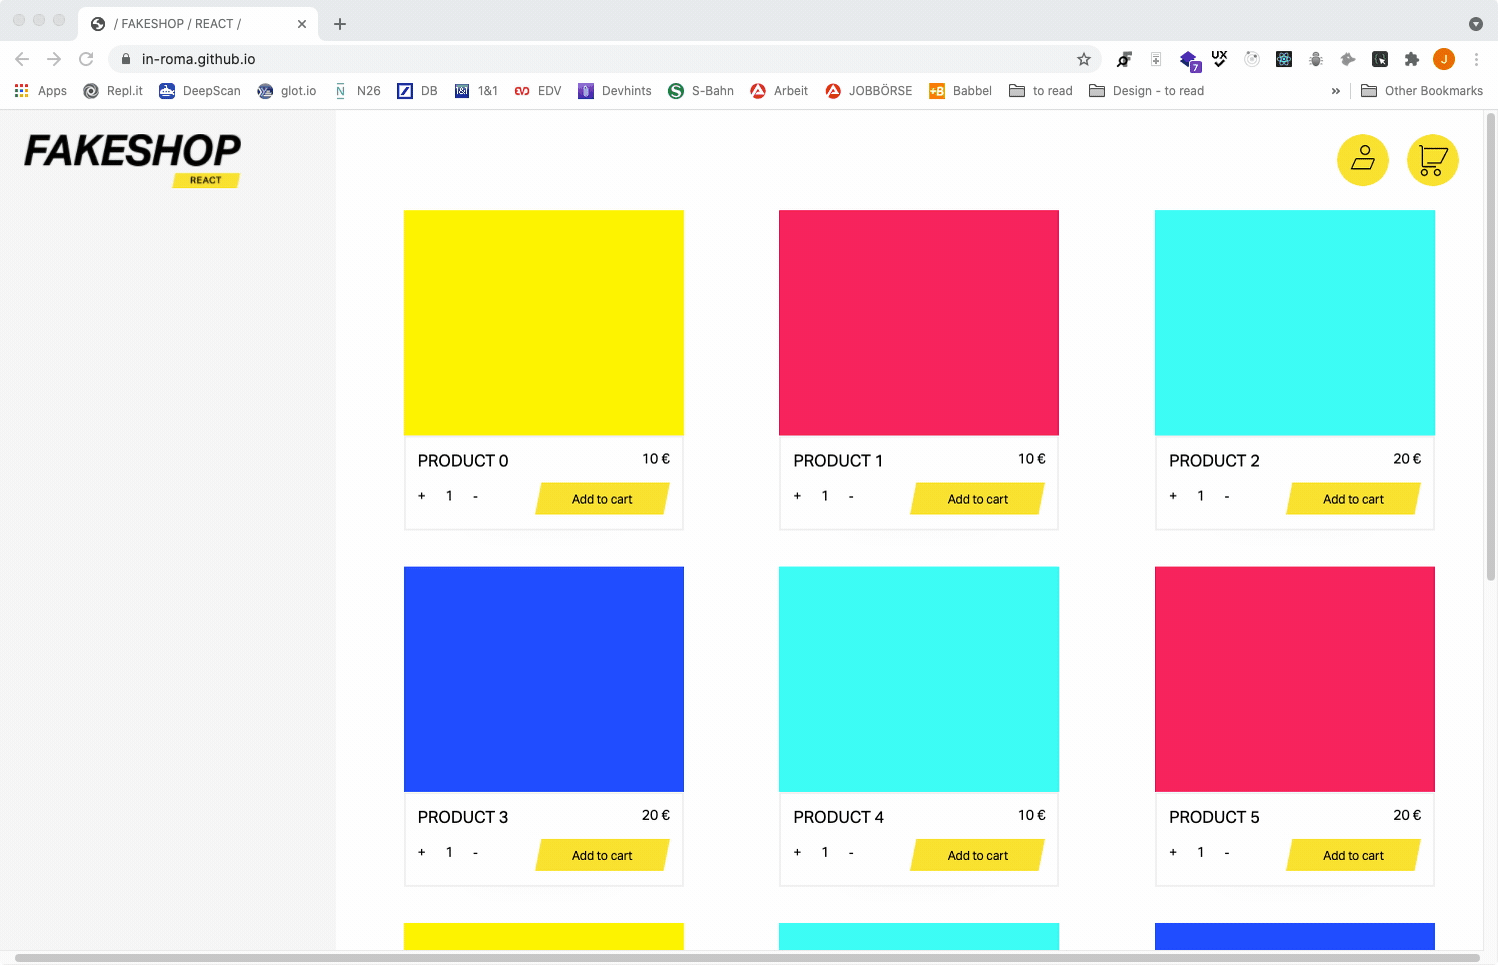 / FAKESHOP / REACT /
in-roma.github.io
UX
7
J
Apps
Repl.it
DeepScan
glot.io
N26
DB
1&1
EDV
Devhints
S-Bahn
Arbeit
JOBBÖRSE
+B
Babbel
to read
Design - to read
»
Other Bookmarks
FAKESHOP
REACT
PRODUCT 0 10 €
+ 1 - Add to cart
PRODUCT 1 10 €
+ 1 - Add to cart
PRODUCT 2 20 €
+ 1 - Add to cart
PRODUCT 3 20 €
+ 1 - Add to cart
PRODUCT 4 10 €
+ 1 - Add to cart
PRODUCT 5 20 €
+ 1 - Add to cart